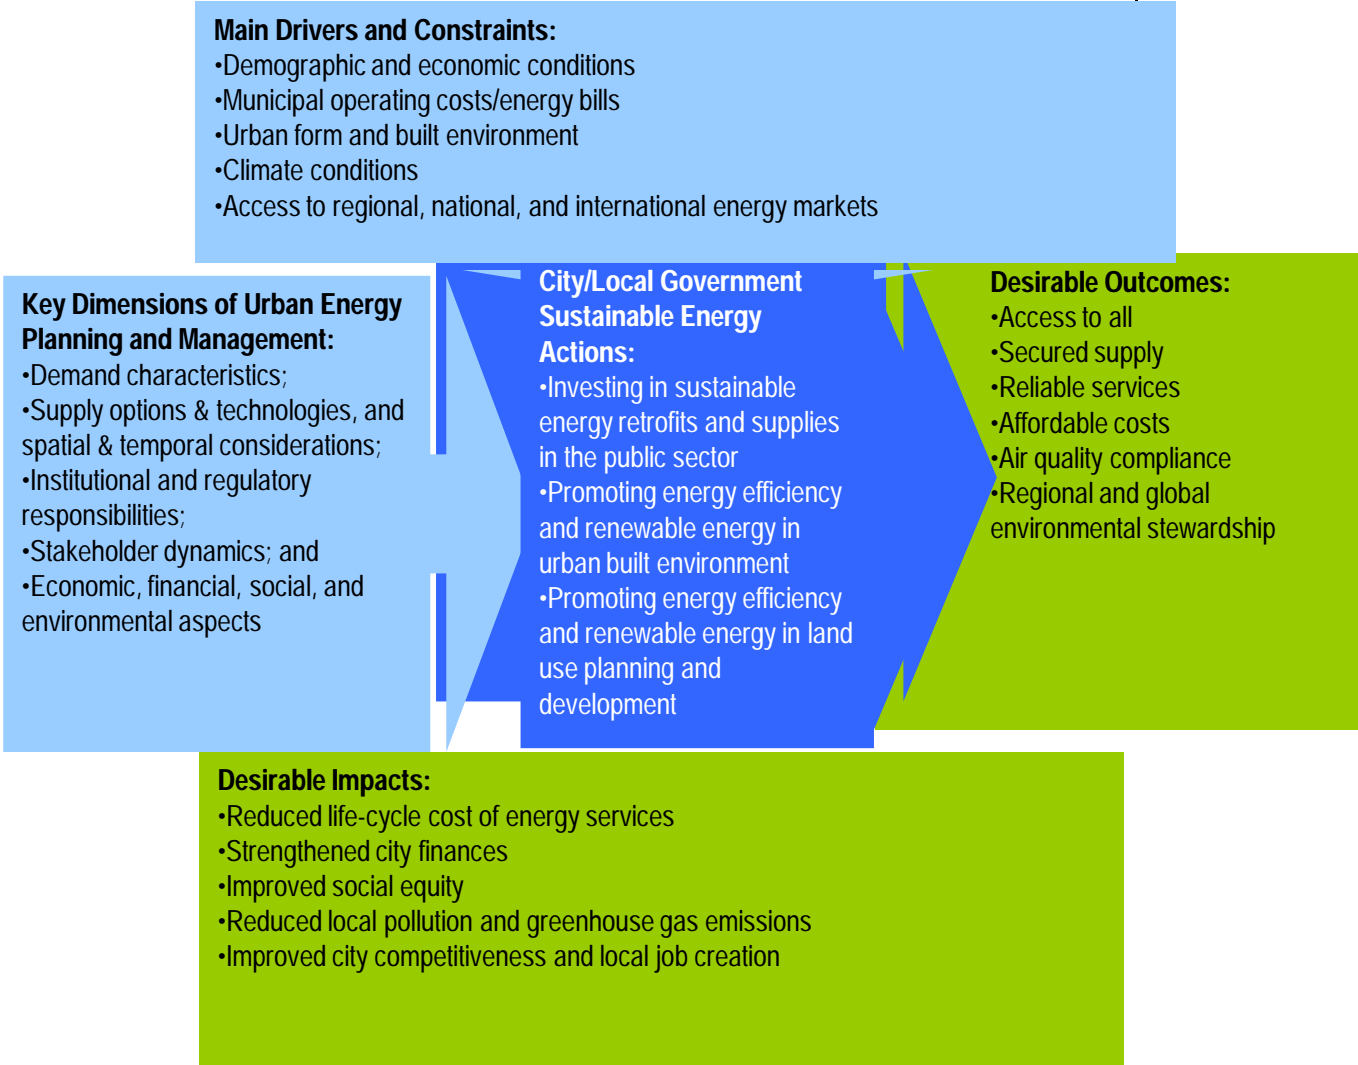 Main Drivers and Constraints:
•Demographic and economic conditions
•Municipal operating costs/energy bills
•Urban form and built environment
•Climate conditions
•Access to regional, national, and international energy markets
Key Dimensions of Urban Energy
Planning and Management:
•Demand characteristics;
•Supply options & technologies, and
spatial & temporal considerations;
•Institutional and regulatory
responsibilities;
•Stakeholder dynamics; and
•Economic, financial, social, and
environmental aspects
City/Local Government
Sustainable Energy
Actions:
•Investing in sustainable
energy retrofits and supplies
in the public sector
•Promoting energy efficiency
and renewable energy in
urban built environment
•Promoting energy efficiency
and renewable energy in land
use planning and
development
Desirable Outcomes:
•Access to all
•Secured supply
•Reliable services
•Affordable costs
•Air quality compliance
•Regional and global
environmental stewardship
Desirable Impacts:
•Reduced life-cycle cost of energy services
•Strengthened city finances
•Improved social equity
•Reduced local pollution and greenhouse gas emissions
•Improved city competitiveness and local job creation